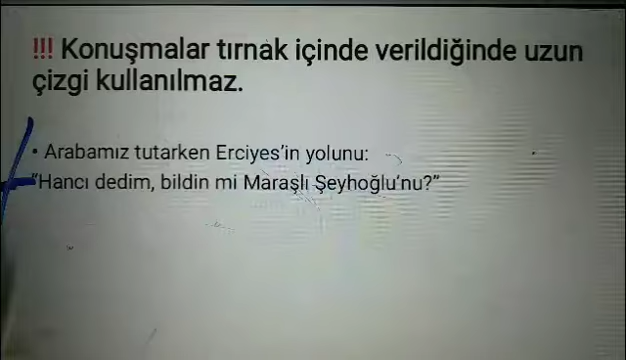 !!! Konuşmalar tırnak içinde verildiğinde uzun
çizgi kullanılmaz.
• Arabamız tutarken Erciyes'in yolunu:
"Hancı dedim, bildin mi Maraşlı Şeyhoğlu'nu?"